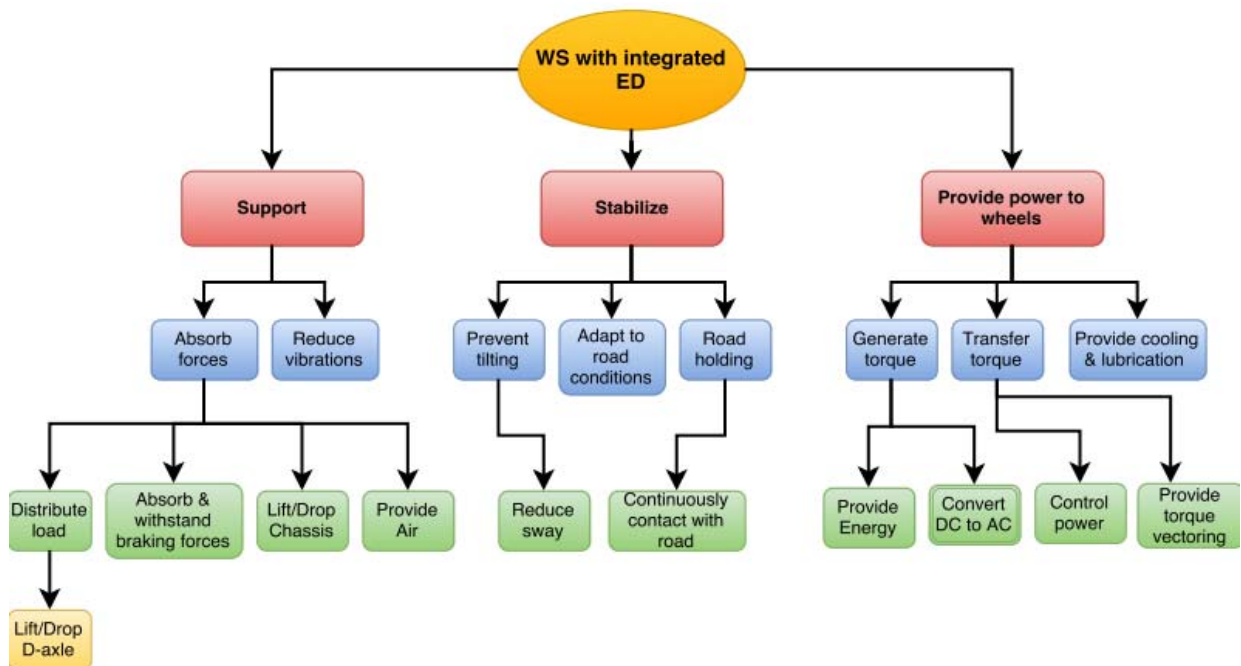 WS with integrated
ED
Support
Stabilize
Provide power to
wheels
Absorb
forces
Reduce
vibrations
Prevent
tilting
Adapt to
road
conditions
Road
holding
Generate
torque
Transfer
torque
Provide cooling
& lubrication
Distribute
load
Absorb &
withstand
braking forces
Lift/Drop
Chassis
Provide
Air
Reduce
sway
Continuously
contact with
road
Provide
Energy
Convert
DC to AC
Control
power
Provide
torque
vectoring
Lift/Drop
D-axle